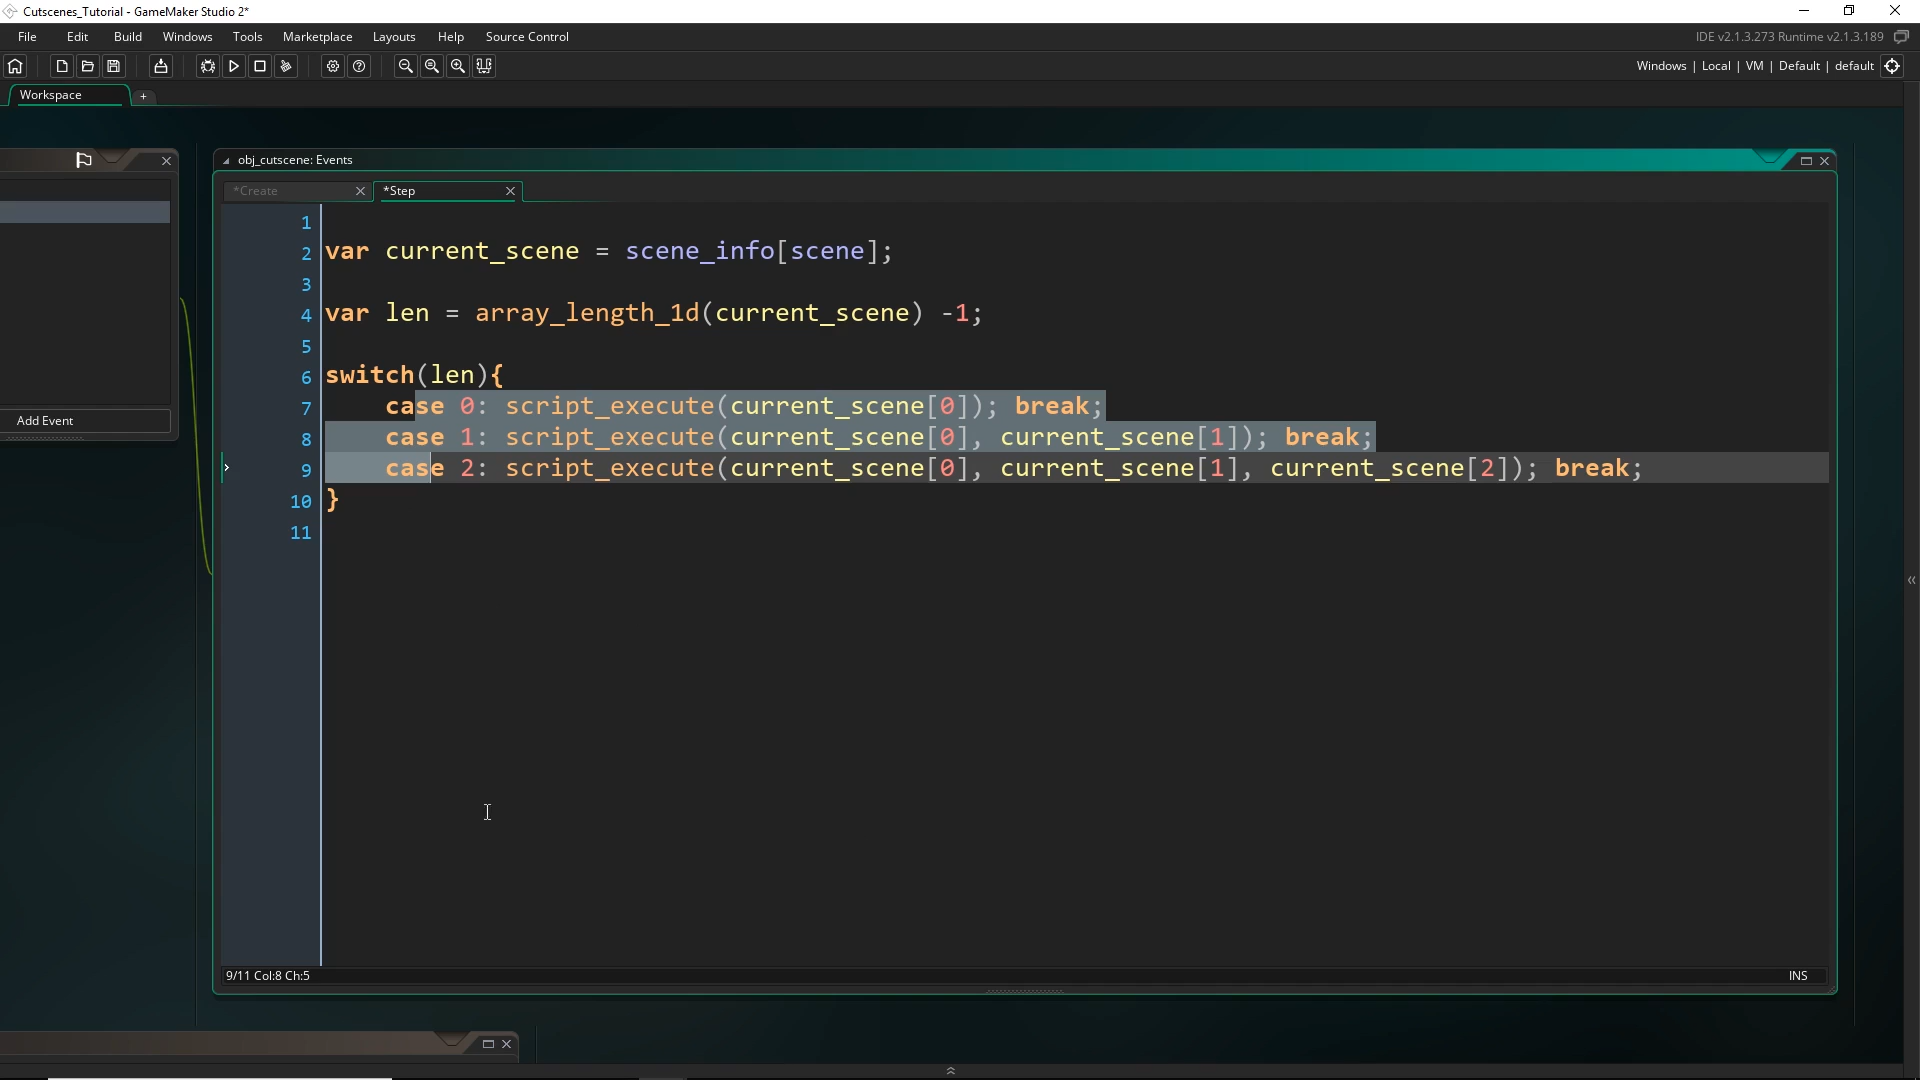 Cutscenes_Tutorial - GameMaker Studio 2*
File Edit Build Windows Tools Marketplace Layouts Help Source Control
IDE v2.1.3.273 Runtime v2.1.3.189
Windows | Local | VM | Default | default
Workspace +
obj_cutscene: Events
*Create *Step
1
2 var current_scene = scene_info[scene];
3
4 var len = array_length_1d(current_scene) -1;
5
6 switch(len){
7 case 0: script_execute(current_scene[0]); break;
8 case 1: script_execute(current_scene[0], current_scene[1]); break;
9 case 2: script_execute(current_scene[0], current_scene[1], current_scene[2]); break;
10 }
11
Add Event
9/11 Col:8 Ch:5 INS